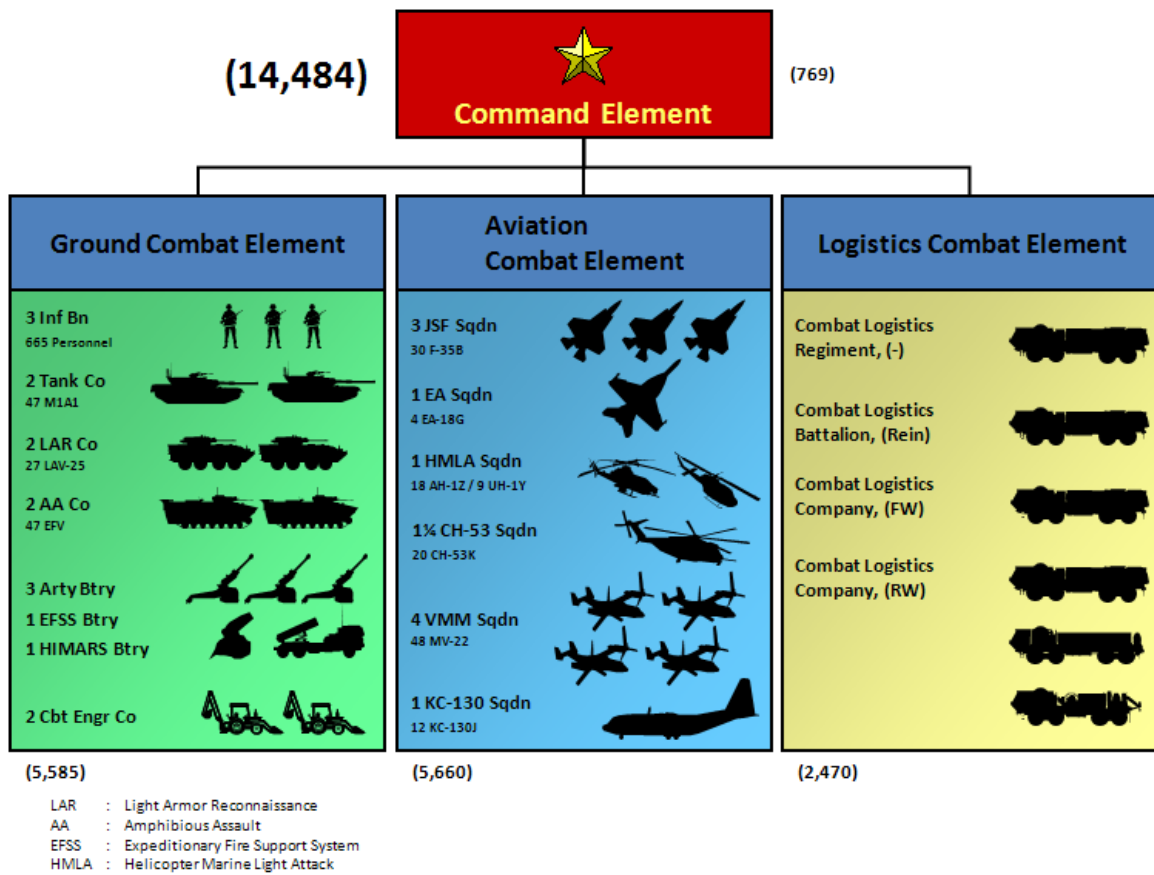 (14,484)
Command Element
(769)
Ground Combat Element
3 Inf Bn
665 Personnel
2 Tank Co
47 M1A1
2 LAR Co
27 LAV-25
2 AA Co
47 EFV
3 Arty Btry
1 EFSS Btry
1 HIMARS Btry
2 Cbt Engr Co
(5,585)
Aviation
Combat Element
3 JSF Sqdn
30 F-35B
1 EA Sqdn
4 EA-18G
1 HMLA Sqdn
18 AH-1Z / 9 UH-1Y
1¼ CH-53 Sqdn
20 CH-53K
4 VMM Sqdn
48 MV-22
1 KC-130 Sqdn
12 KC-130J
(5,660)
Logistics Combat Element
Combat Logistics
Regiment, (-)
Combat Logistics
Battalion, (Rein)
Combat Logistics
Company, (FW)
Combat Logistics
Company, (RW)
(2,470)
LAR : Light Armor Reconnaissance
AA : Amphibious Assault
EFSS : Expeditionary Fire Support System
HMLA : Helicopter Marine Light Attack